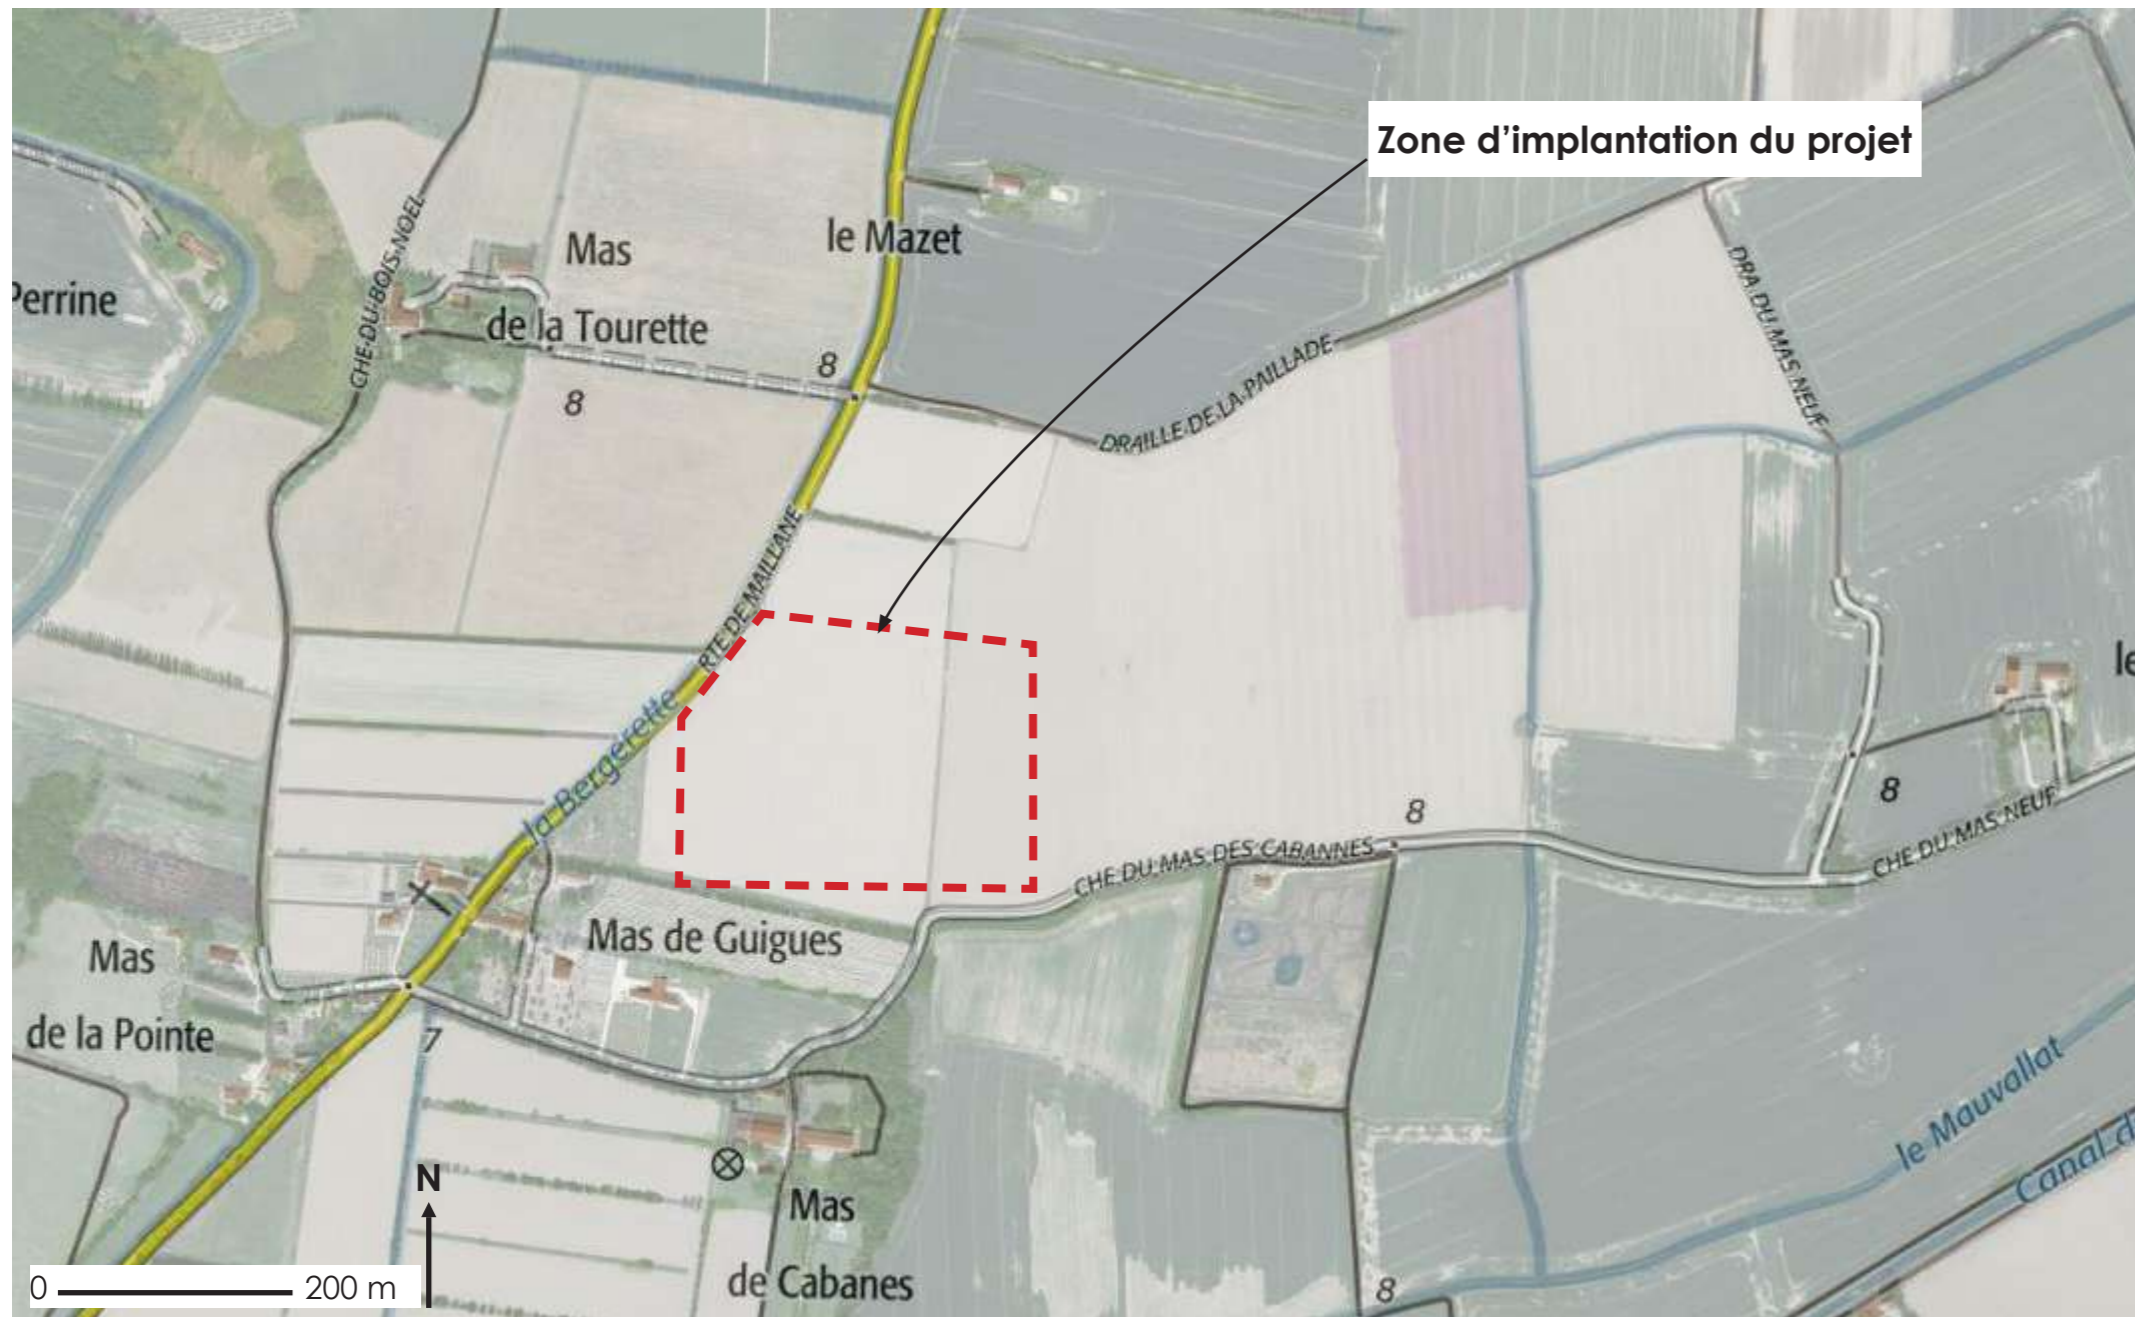 Zone d'implantation du projet
CHE DU BOIS NOEL
Mas
de la Tourette
le Mazet
8
8
Perrine
DRAILLE DE LA PAILLADE
DRA DU MAS NEUF
RTE DE MAILLANE
la Bergerette
le
8
8
CHE DU MAS DES CABANNES
CHE DU MAS NEUF
Mas de Guigues
Mas
de la Pointe
7
le Mauvallat
Canal d
N
Mas
de Cabanes
8
0 200 m